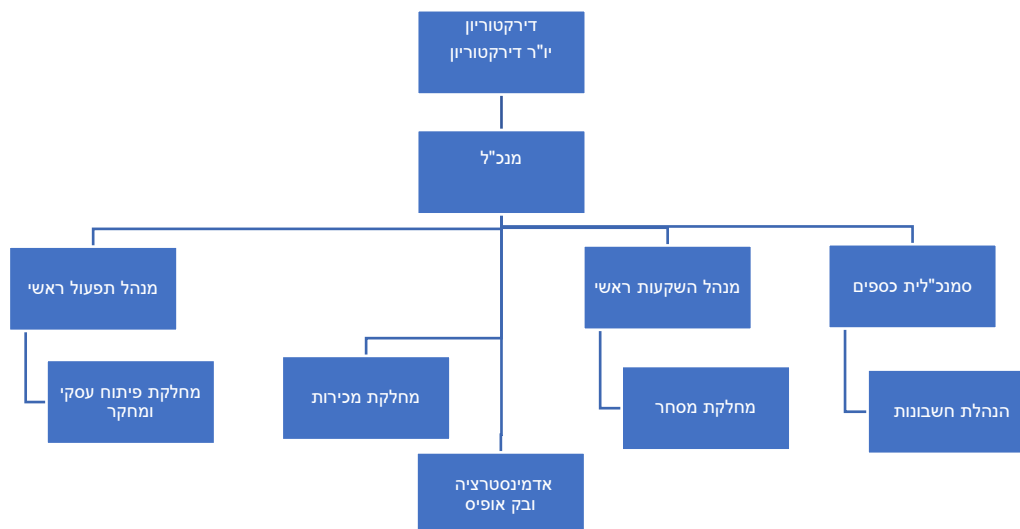 דירקטוריון
יו"ר דירקטוריון
מנכ"ל
סמנכ"לית כספים
מנהל השקעות ראשי
מנהל תפעול ראשי
הנהלת חשבונות
מחלקת מסחר
מחלקת מכירות
מחלקת פיתוח עסקי
ומחקר
אדמינסטרציה
ובק אופיס